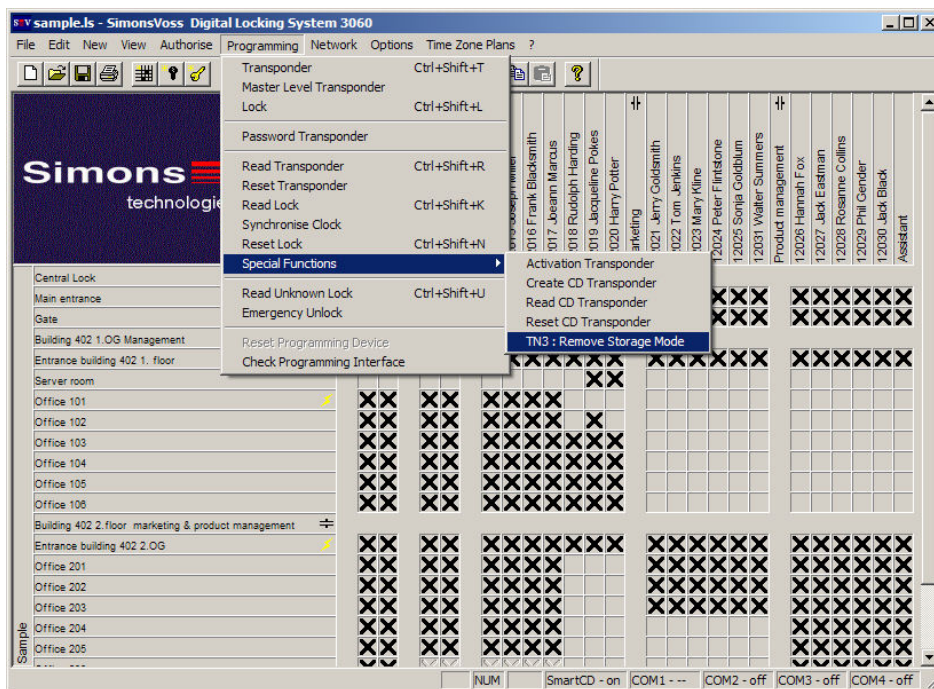 sample.ls - SimonsVoss Digital Locking System 3060
File Edit New View Authorise Programming Network Options Time Zone Plans ?
Transponder Ctrl+Shift+T
Master Level Transponder
Lock Ctrl+Shift+L
Password Transponder
Read Transponder Ctrl+Shift+R
Reset Transponder
Read Lock Ctrl+Shift+K
Synchronise Clock
Reset Lock Ctrl+Shift+N
Special Functions
Read Unknown Lock Ctrl+Shift+U
Emergency Unlock
Reset Programming Device
Check Programming Interface
Activation Transponder
Create CD Transponder
Read CD Transponder
Reset CD Transponder
TN3 : Remove Storage Mode
Simons
technologie
016 Frank Blacksmith
017 Joeann Marcus
018 Rudolph Harding
019 Jacqueline Pokes
020 Harry Potter
arketing
021 Jerry Goldsmith
022 Tom Jenkins
023 Mary Kline
12024 Peter Flintstone
12025 Sonja Goldblum
12031 Walter Summers
Product management
12026 Hannah Fox
12027 Jack Eastman
12028 Rosanne Collins
12029 Phil Gender
12030 Jack Black
Assistant
Central Lock
Main entrance
Gate
Building 402 1.OG Management
Entrance building 402 1. floor
Server room
Office 101
Office 102
Office 103
Office 104
Office 105
Office 106
Building 402 2.floor marketing & product management
Entrance building 402 2.OG
Office 201
Office 202
Office 203
Office 204
Office 205
Sample
NUM SmartCD - on COM1 - -- COM2 - off COM3 - off COM4 - off